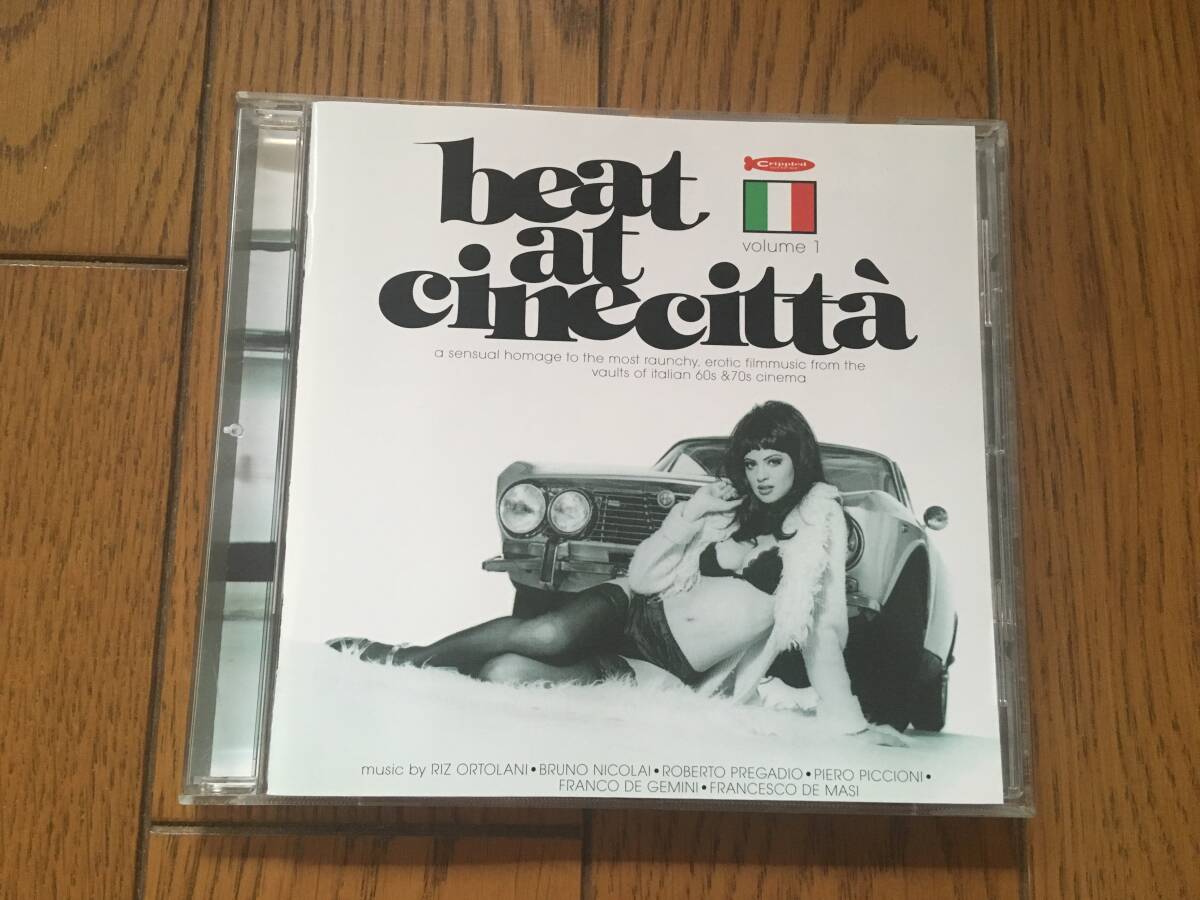 Crippled
beat
at
cinecittà
volume 1
a sensual homage to the most raunchy, erotic filmmusic from the
vaults of italian 60s &70s cinema
music by RIZ ORTOLANI•BRUNO NICOLAI•ROBERTO PREGADIO•PIERO PICCIONI•
FRANCO DE GEMINI•FRANCESCO DE MASI